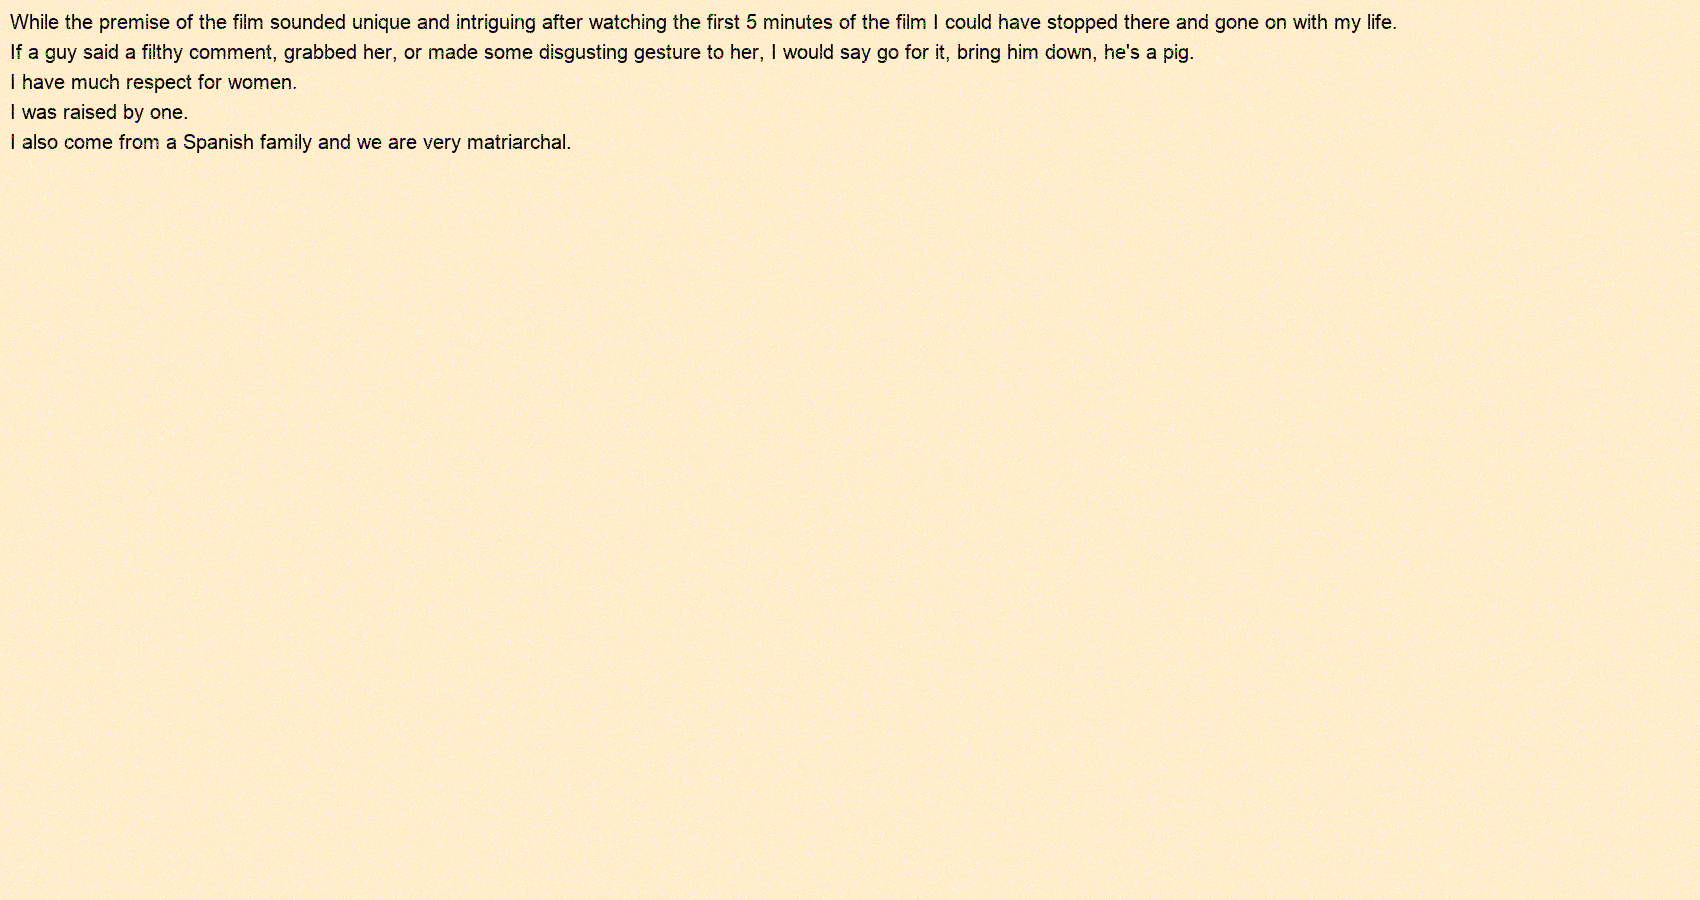 While the premise of the film sounded unique and intriguing after watching the first 5 minutes of the film I could have stopped there and gone on with my life.
If a guy said a filthy comment, grabbed her, or made some disgusting gesture to her, I would say go for it, bring him down, he's a pig.
I have much respect for women.
I was raised by one.
I also come from a Spanish family and we are very matriarchal.